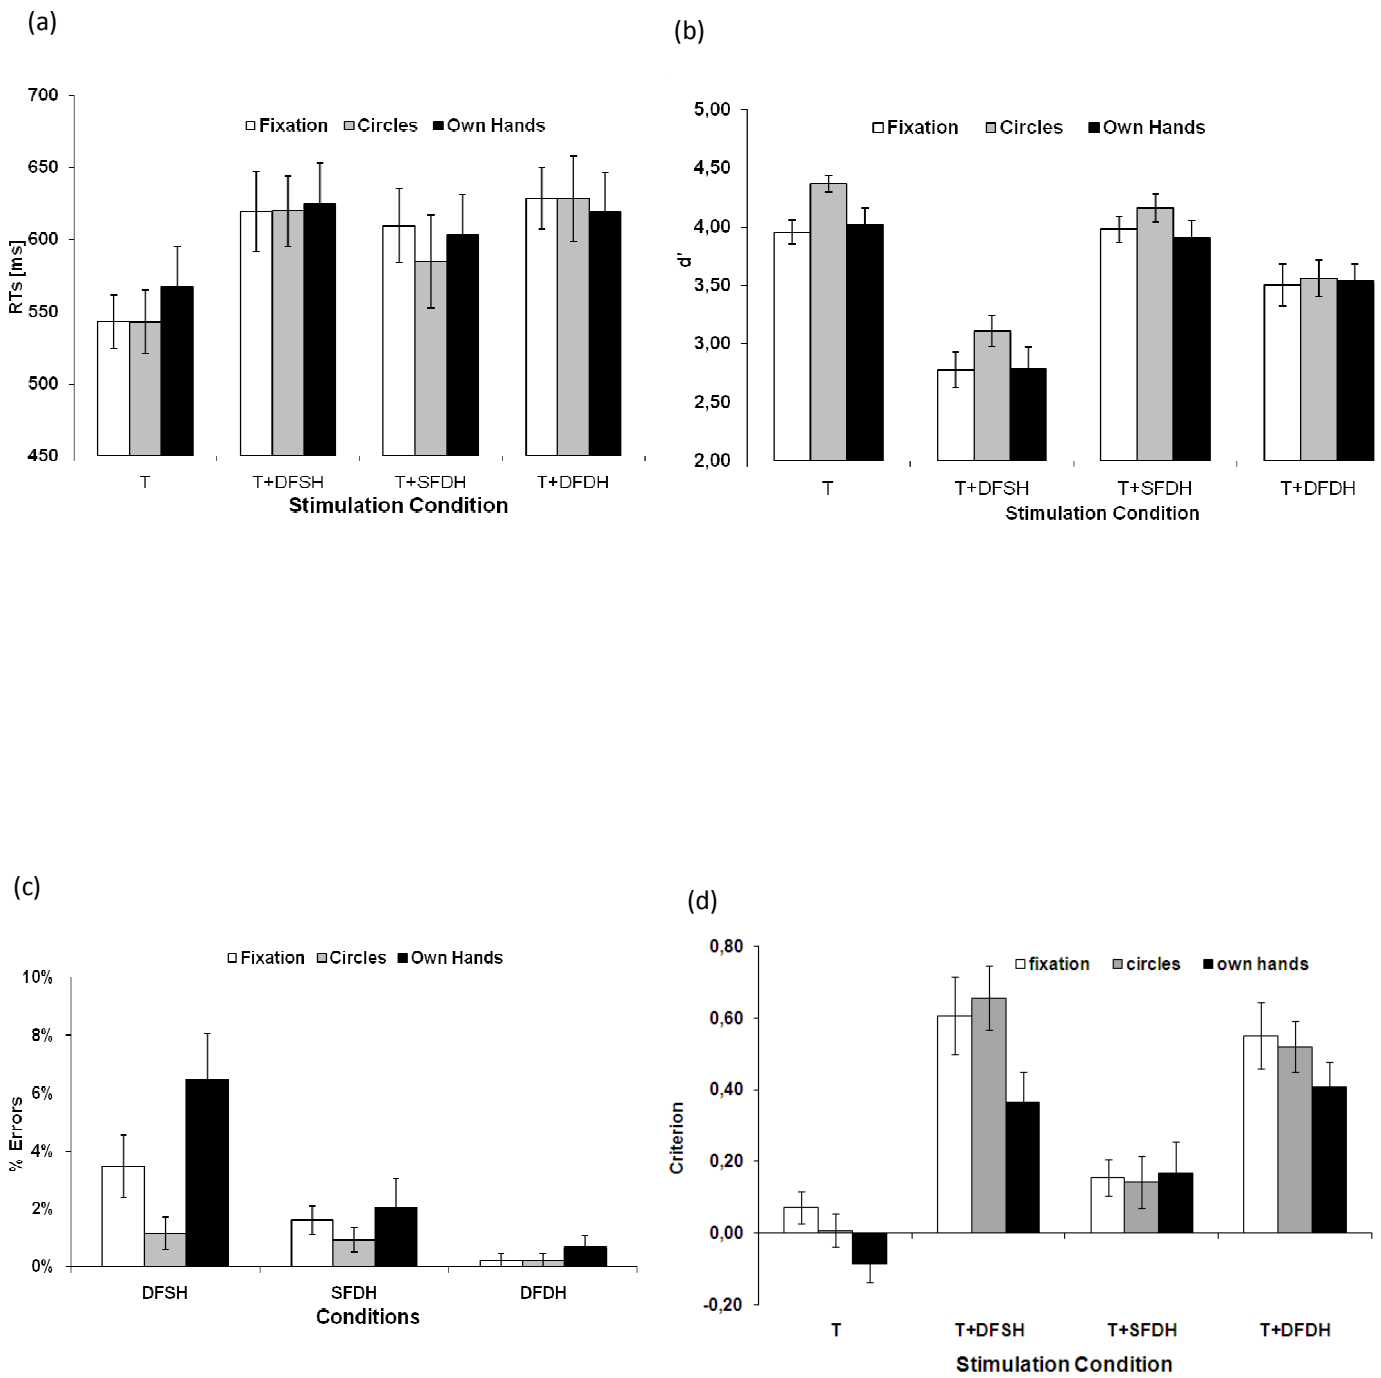 (a)
700
650
600
550
500
450
RTs [ms]
Fixation Circles Own Hands
T T+DFSH T+SFDH T+DFDH
Stimulation Condition
(b)
5,00
4,50
4,00
3,50
3,00
2,50
2,00
d'
Fixation Circles Own Hands
T T+DFSH T+SFDH T+DFDH
Stimulation Condition
(c)
Fixation Circles Own Hands
10%
8%
6%
4%
2%
0%
% Errors
DFSH SFDH DFDH
Conditions
(d)
0,80
0,60
0,40
0,20
0,00
-0,20
Criterion
fixation circles own hands
T T+DFSH T+SFDH T+DFDH
Stimulation Condition